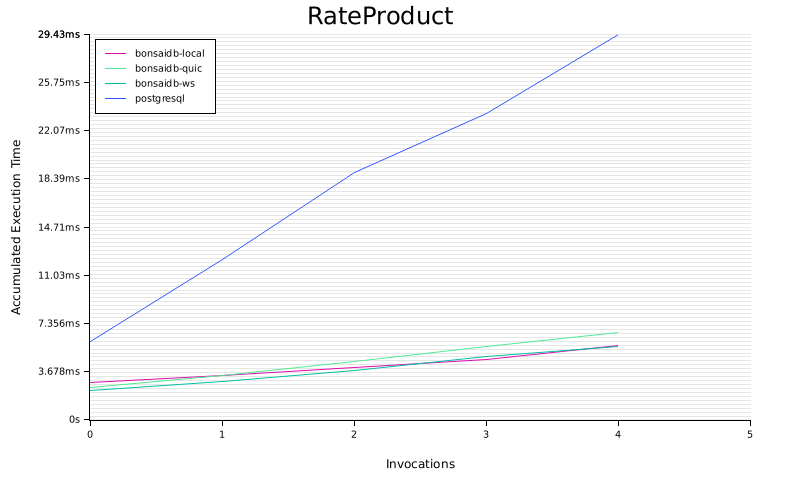 RateProduct
29.43ms
25.75ms
22.07ms
18.39ms
14.71ms
11.03ms
7.356ms
3.678ms
0s
Accumulated Execution Time
bonsaidb-local
bonsaidb-quic
bonsaidb-ws
postgresql
0 1 2 3 4 5
Invocations